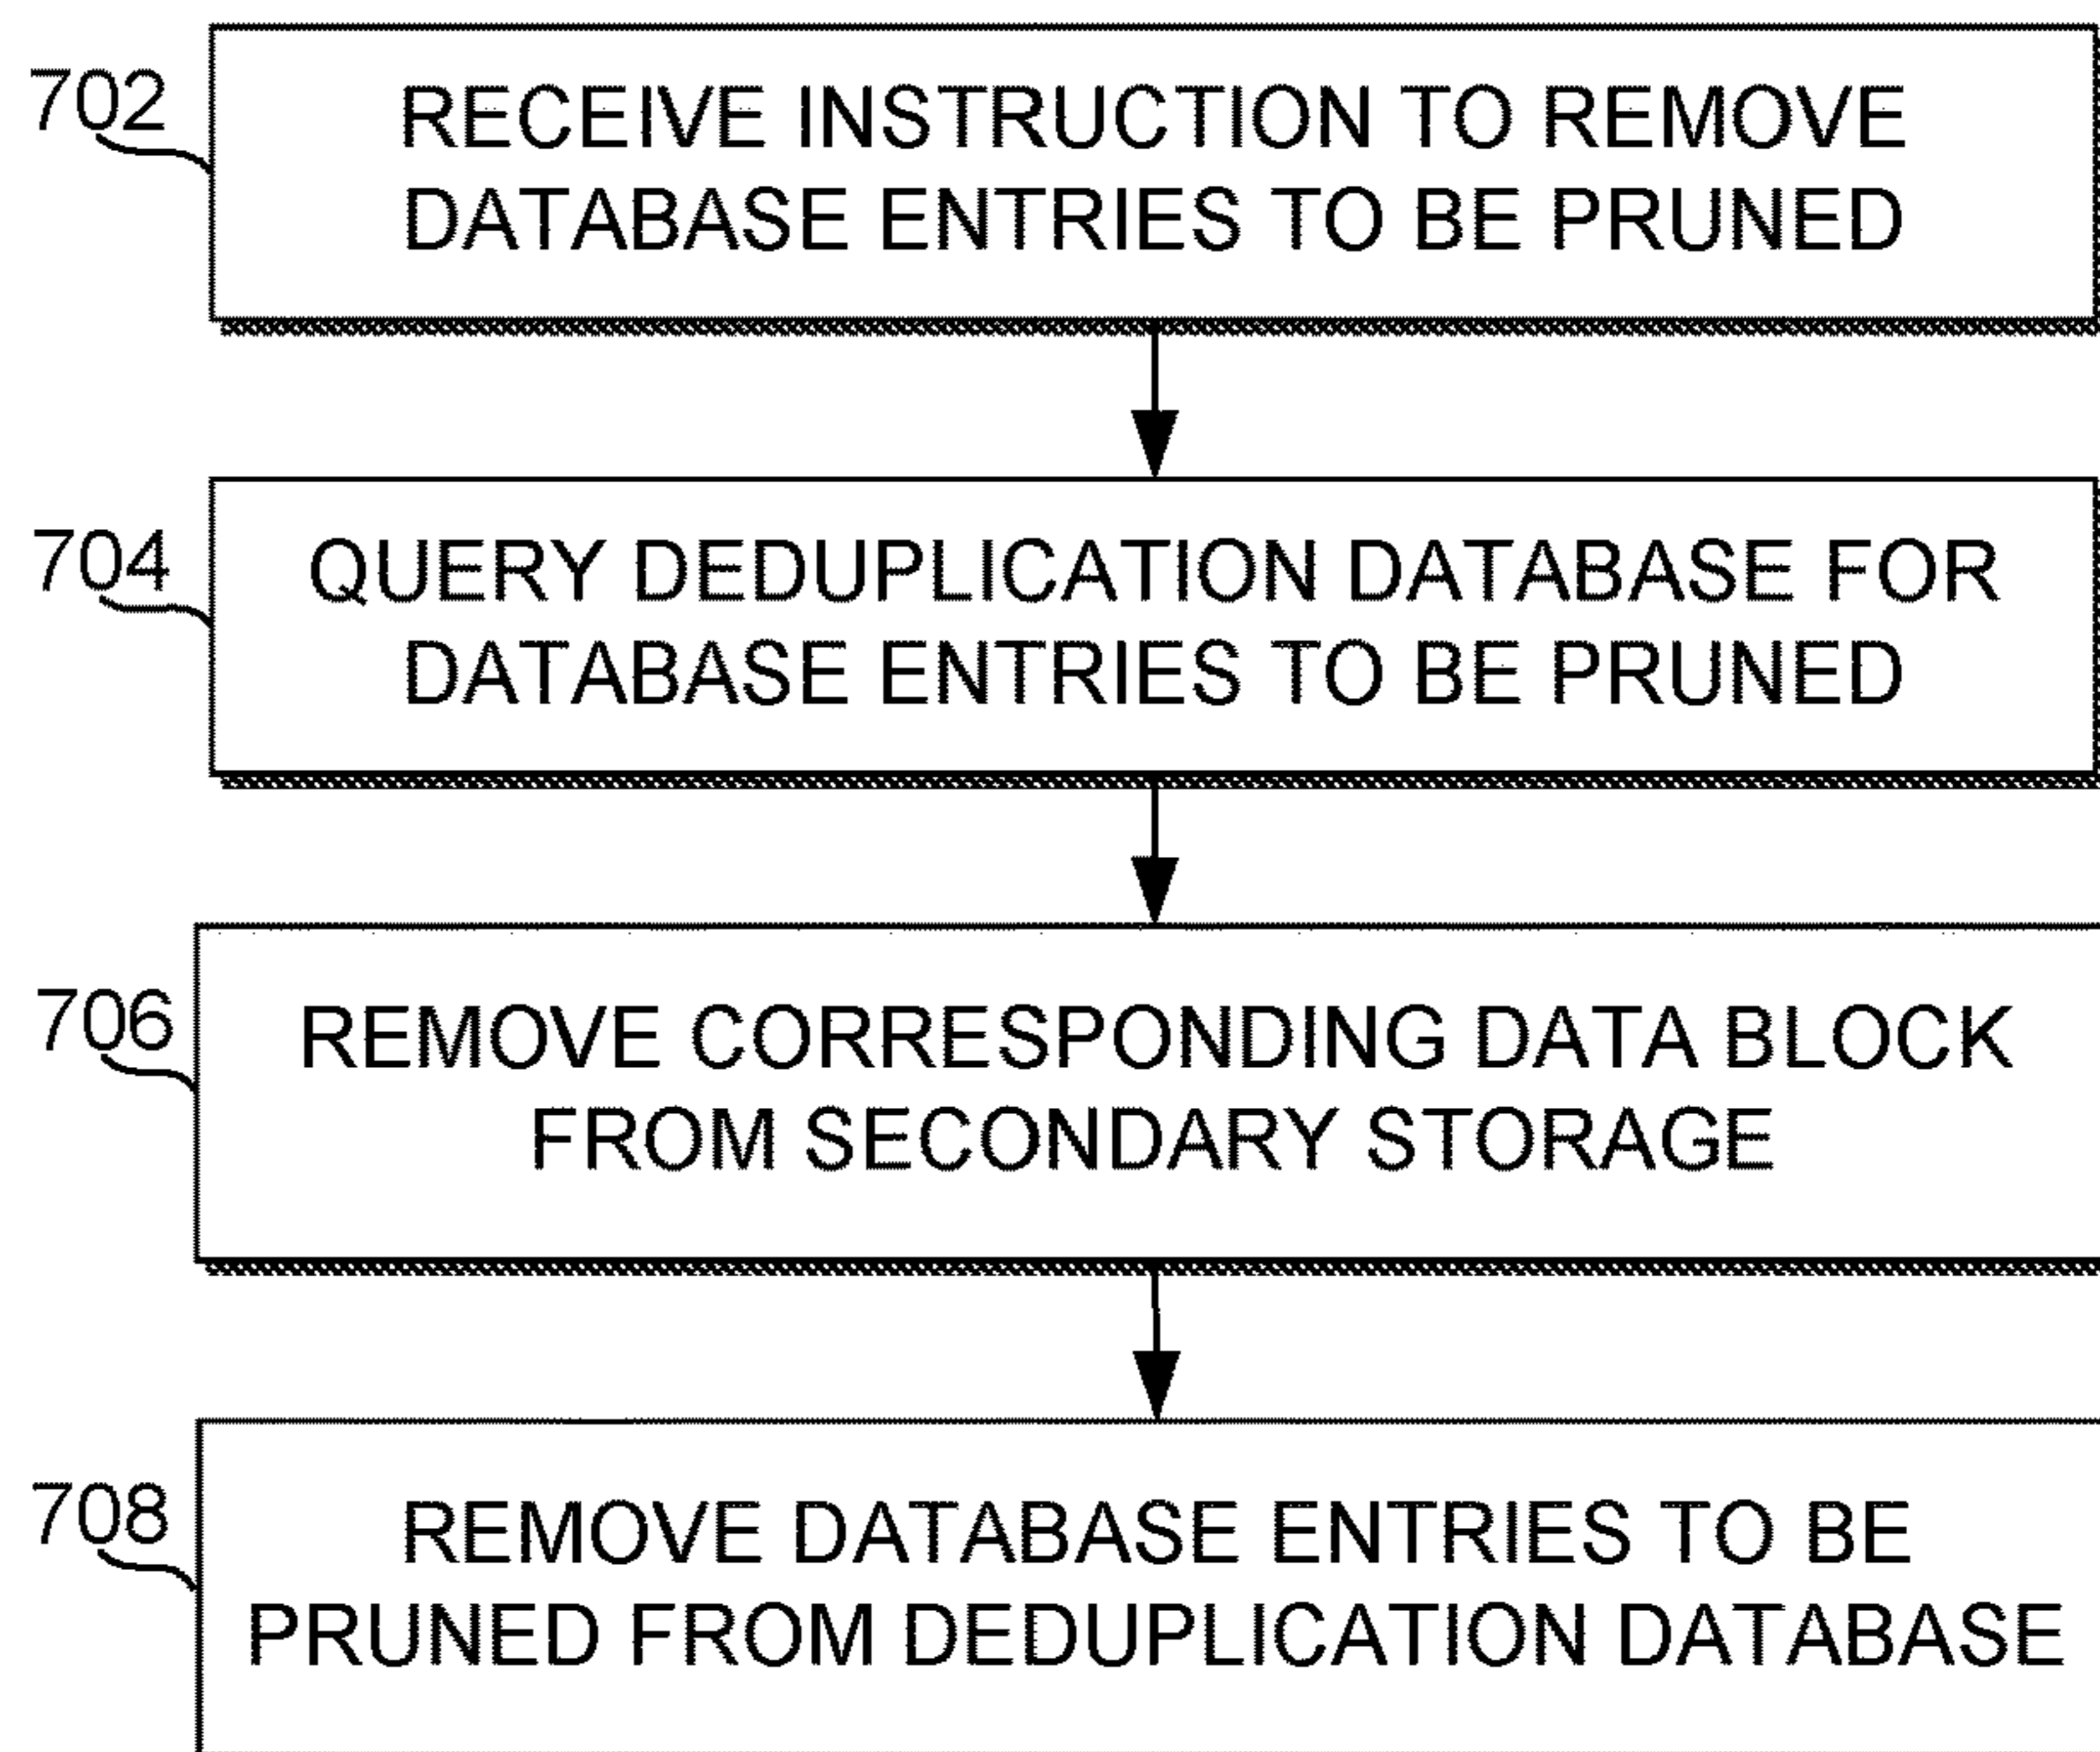 702
RECEIVE INSTRUCTION TO REMOVE
DATABASE ENTRIES TO BE PRUNED
704
QUERY DEDUPLICATION DATABASE FOR
DATABASE ENTRIES TO BE PRUNED
706
REMOVE CORRESPONDING DATA BLOCK
FROM SECONDARY STORAGE
708
REMOVE DATABASE ENTRIES TO BE
PRUNED FROM DEDUPLICATION DATABASE